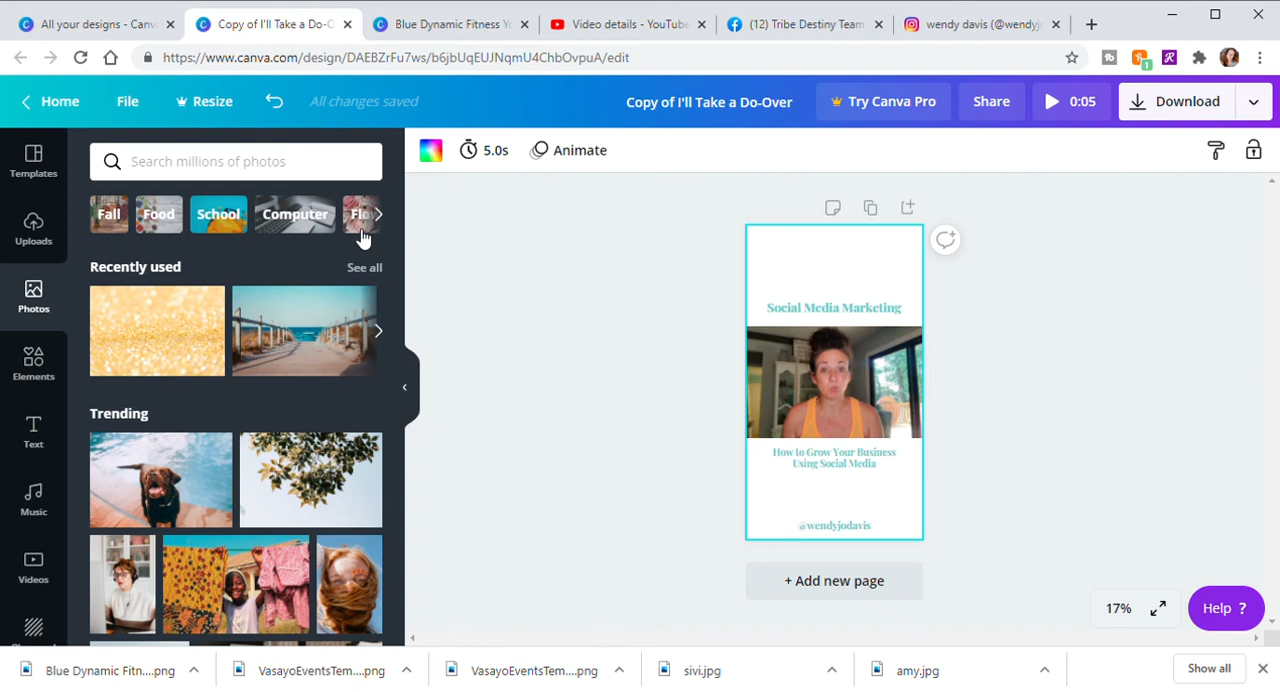 All your designs - Canv
Copy of I'll Take a Do-O
Blue Dynamic Fitness Yo
Video details - YouTube
(12) Tribe Destiny Team
wendy davis (@wendyjo
https://www.canva.com/design/DAEBZrFu7ws/b6jbUqEUJNqmU4ChbOvpuA/edit
Home
File
Resize
All changes saved
Copy of I'll Take a Do-Over
Try Canva Pro
Share
0:05
Download
Templates
Uploads
Photos
Elements
Text
Music
Videos
Search millions of photos
Fall
Food
School
Computer
Flo
Recently used
See all
Trending
5.0s
Animate
Social Media Marketing
How to Grow Your Business
Using Social Media
@wendyjodavis
+ Add new page
17%
Help ?
Blue Dynamic Fitn....png
VasayoEventsTem....png
VasayoEventsTem....png
sivi.jpg
amy.jpg
Show all